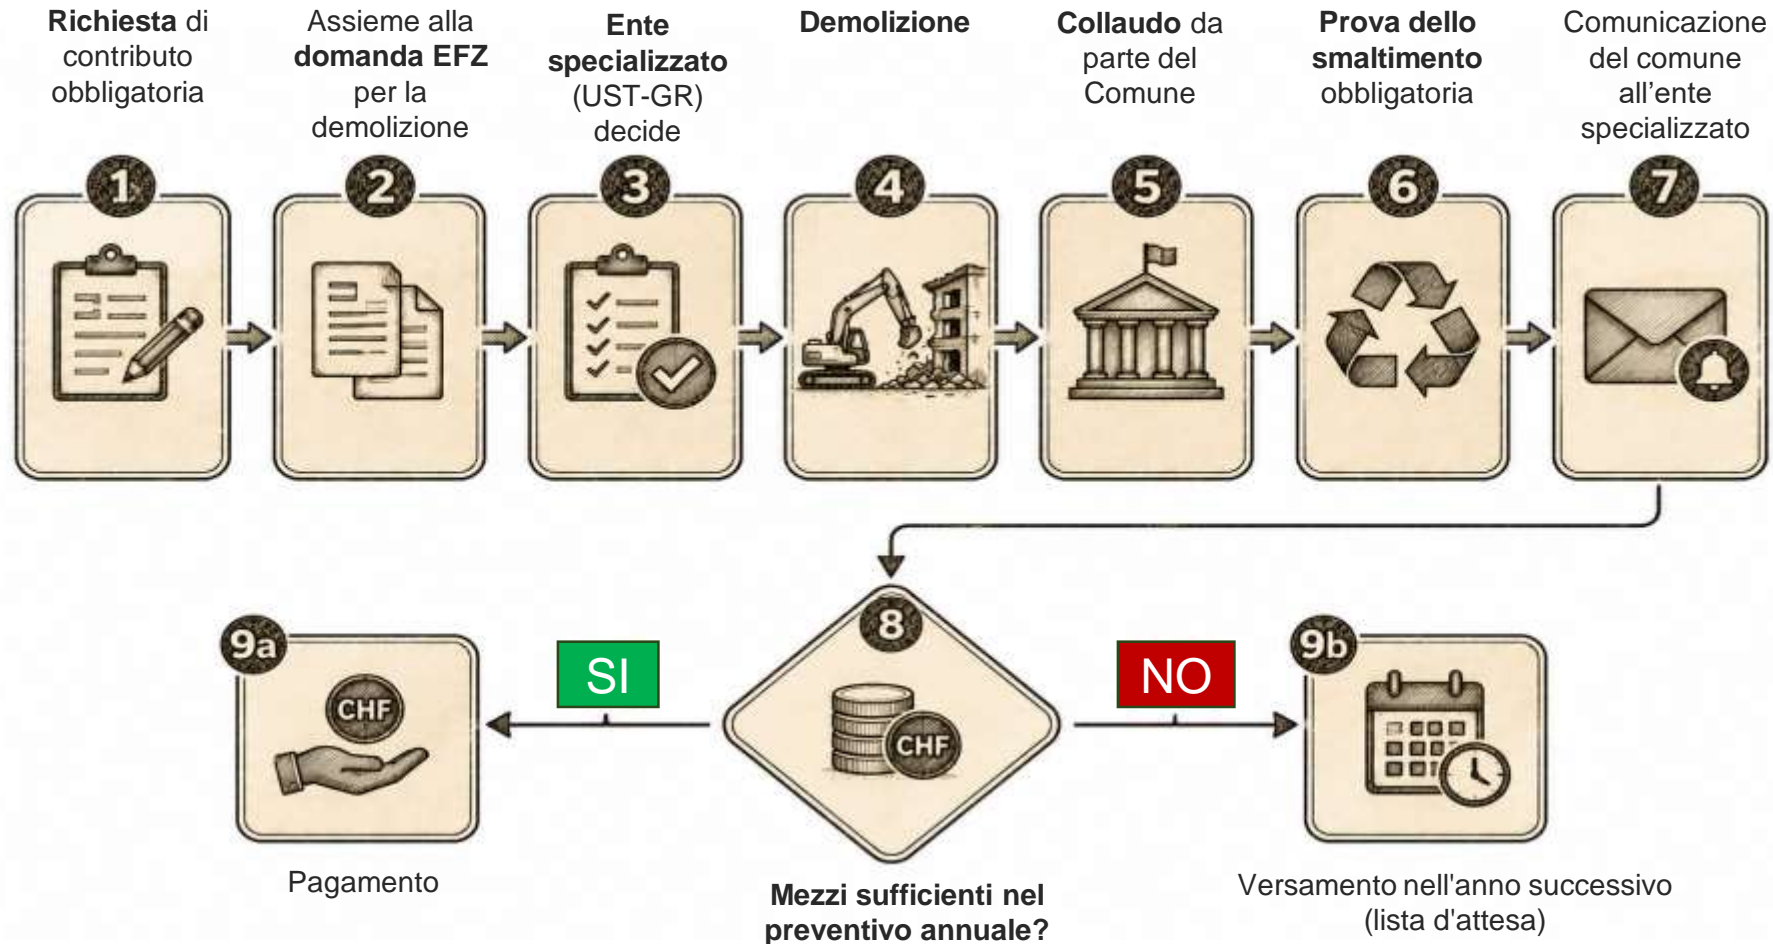 Richiesta di
contributo
obbligatoria
Assieme alla
domanda EFZ
per la
demolizione
Ente
specializzato
(UST-GR)
decide
Demolizione
Collaudo da
parte del
Comune
Prova dello
smaltimento
obbligatoria
Comunicazione
del comune
all’ente
specializzato
1
2
3
4
5
6
7
8
CHF
Mezzi sufficienti nel
preventivo annuale?
SI
9a
CHF
Pagamento
NO
9b
Versamento nell'anno successivo
(lista d'attesa)